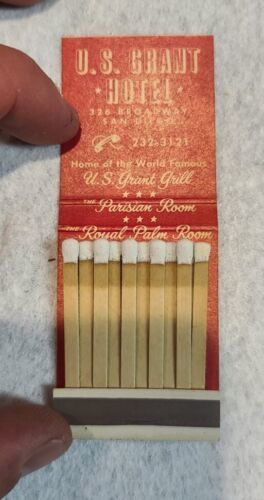 U.S. GRANT
HOTEL
326 BROADWAY
SAN DIEGO
232-3121
Home of the World Famous
U.S. Grant Grill
THE Parisian Room
THE Royal Palm Room